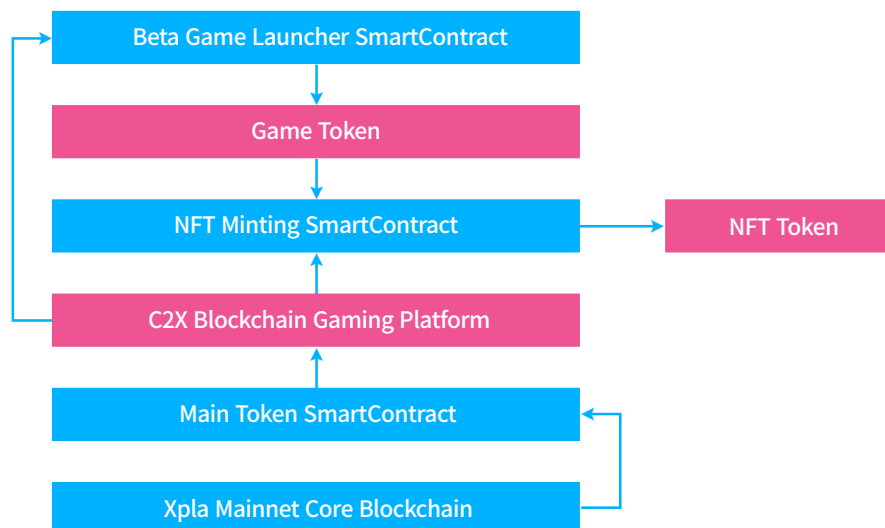 Beta Game Launcher SmartContract
Game Token
NFT Minting SmartContract
NFT Token
C2X Blockchain Gaming Platform
Main Token SmartContract
Xpla Mainnet Core Blockchain